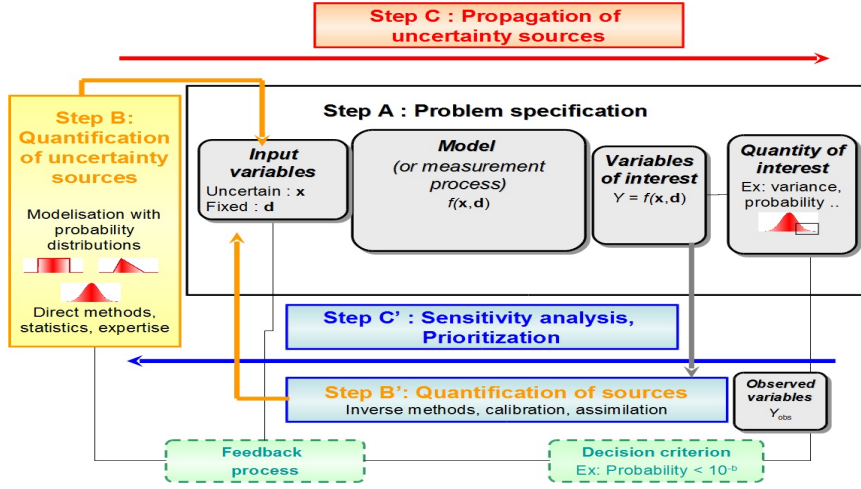 Step C : Propagation of
uncertainty sources
Step A : Problem specification
Step B:
Quantification
of uncertainty
sources
Modelisation with
probability
distributions
Direct methods,
statistics, expertise
Input
variables
Uncertain : x
Fixed : d
Model
(or measurement
process)
f(x,d)
Variables
of interest
Y = f(x,d)
Quantity of
interest
Ex: variance,
probability ..
Step C' : Sensitivity analysis,
Prioritization
Step B': Quantification of sources
Inverse methods, calibration, assimilation
Observed
variables
Yobs
Feedback
process
Decision criterion
Ex: Probability < 10-b